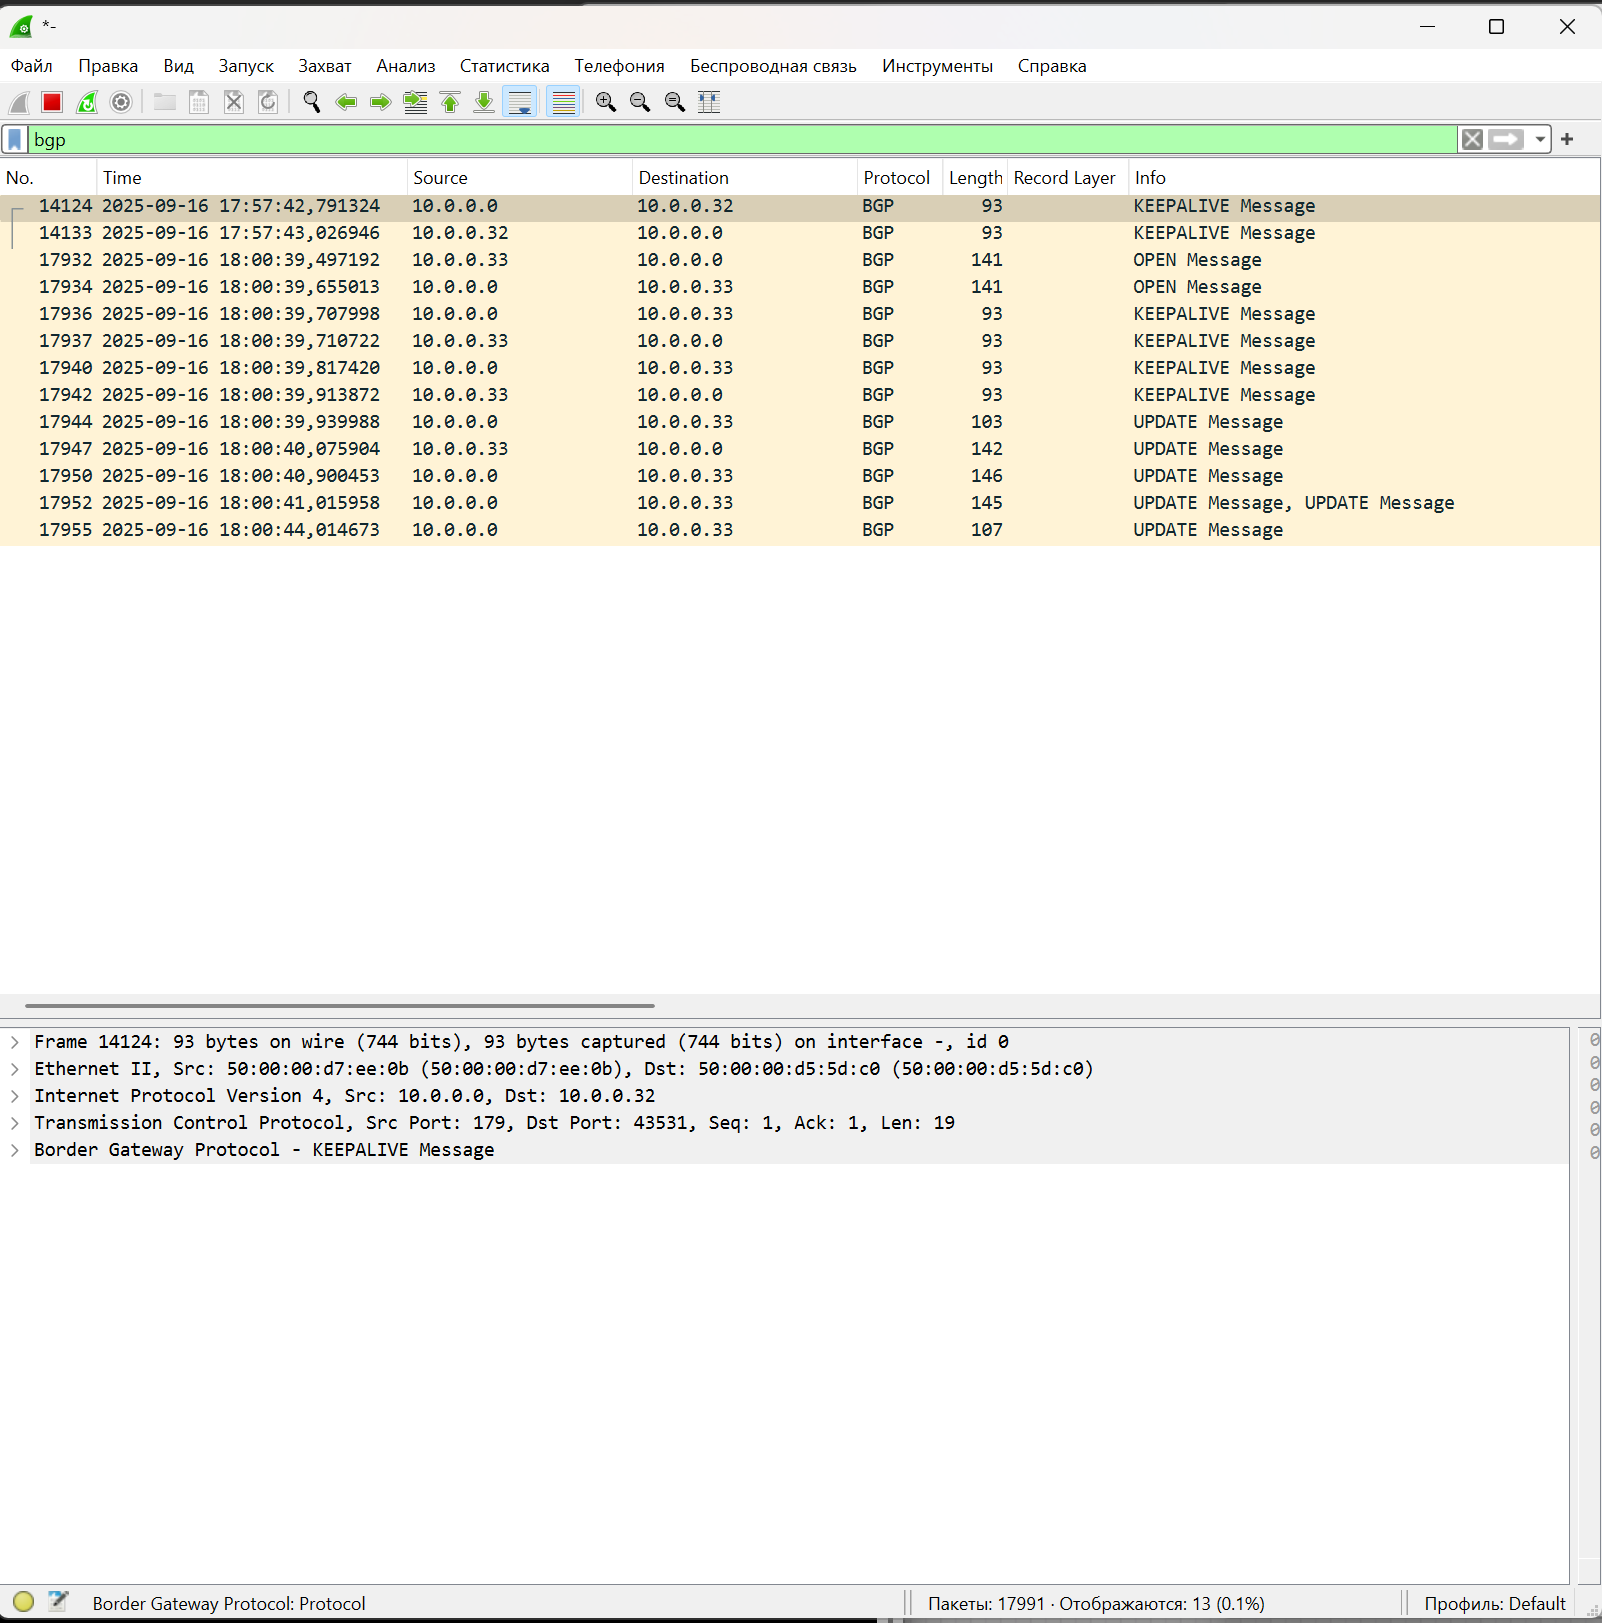 *-
Файл Правка Вид Запуск Захват Анализ Статистика Телефония Беспроводная связь Инструменты Справка
bgp
No. Time Source Destination Protocol Length Record Layer Info
14124 2025-09-16 17:57:42,791324 10.0.0.0 10.0.0.32 BGP 93 KEEPALIVE Message
14133 2025-09-16 17:57:43,026946 10.0.0.32 10.0.0.0 BGP 93 KEEPALIVE Message
17932 2025-09-16 18:00:39,497192 10.0.0.33 10.0.0.0 BGP 141 OPEN Message
17934 2025-09-16 18:00:39,655013 10.0.0.0 10.0.0.33 BGP 141 OPEN Message
17936 2025-09-16 18:00:39,707998 10.0.0.0 10.0.0.33 BGP 93 KEEPALIVE Message
17937 2025-09-16 18:00:39,710722 10.0.0.33 10.0.0.0 BGP 93 KEEPALIVE Message
17940 2025-09-16 18:00:39,817420 10.0.0.0 10.0.0.33 BGP 93 KEEPALIVE Message
17942 2025-09-16 18:00:39,913872 10.0.0.33 10.0.0.0 BGP 93 KEEPALIVE Message
17944 2025-09-16 18:00:39,939988 10.0.0.0 10.0.0.33 BGP 103 UPDATE Message
17947 2025-09-16 18:00:40,075904 10.0.0.33 10.0.0.0 BGP 142 UPDATE Message
17950 2025-09-16 18:00:40,900453 10.0.0.0 10.0.0.33 BGP 146 UPDATE Message
17952 2025-09-16 18:00:41,015958 10.0.0.0 10.0.0.33 BGP 145 UPDATE Message, UPDATE Message
17955 2025-09-16 18:00:44,014673 10.0.0.0 10.0.0.33 BGP 107 UPDATE Message
Frame 14124: 93 bytes on wire (744 bits), 93 bytes captured (744 bits) on interface -, id 0
Ethernet II, Src: 50:00:00:d7:ee:0b (50:00:00:d7:ee:0b), Dst: 50:00:00:d5:5d:c0 (50:00:00:d5:5d:c0)
Internet Protocol Version 4, Src: 10.0.0.0, Dst: 10.0.0.32
Transmission Control Protocol, Src Port: 179, Dst Port: 43531, Seq: 1, Ack: 1, Len: 19
Border Gateway Protocol - KEEPALIVE Message
0
0
0
0
0
0
Border Gateway Protocol: Protocol Пакеты: 17991 · Отображаются: 13 (0.1%) Профиль: Default